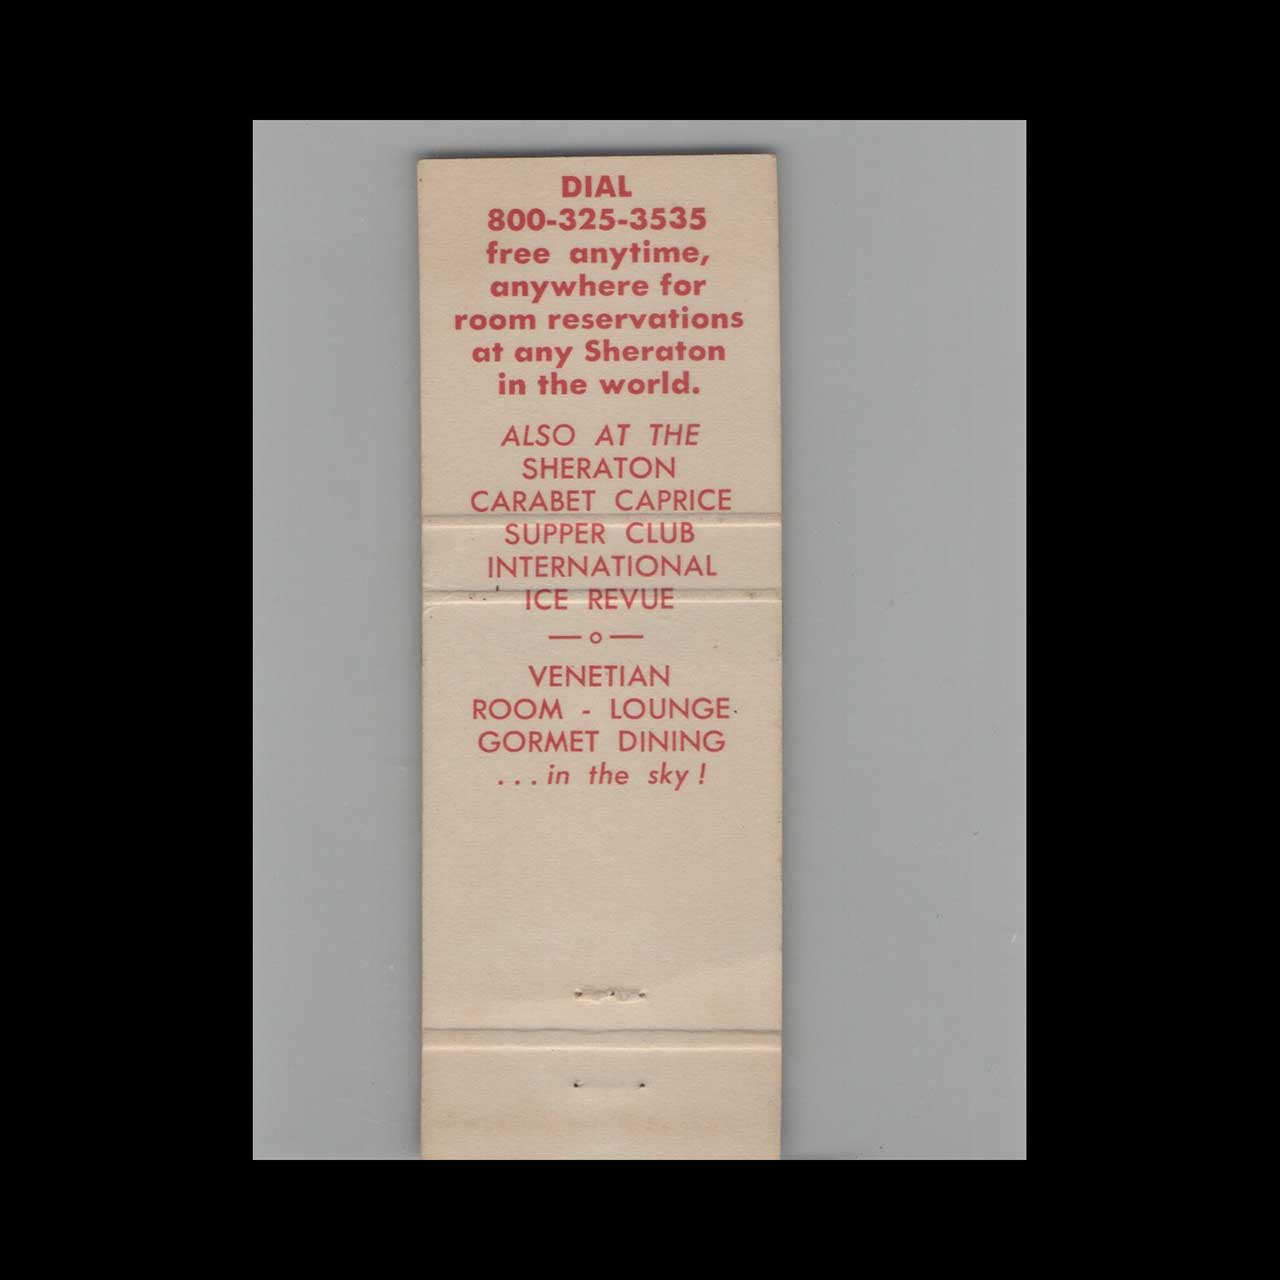 DIAL
800-325-3535
free anytime,
anywhere for
room reservations
at any Sheraton
in the world.
ALSO AT THE
SHERATON
CARABET CAPRICE
SUPPER CLUB
INTERNATIONAL
ICE REVUE
VENETIAN
ROOM - LOUNGE
GORMET DINING
...in the sky!